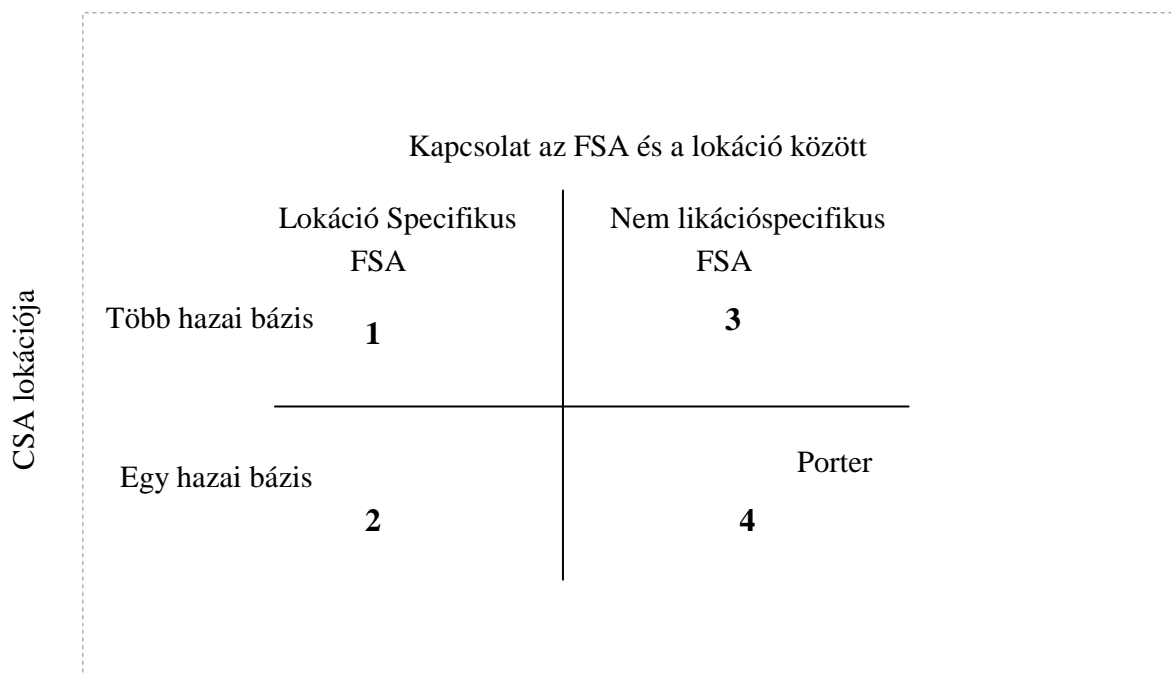 Kapcsolat az FSA és a lokáció között
Lokáció Specifikus
FSA
Nem likációspecifikus
FSA
CSA lokációja
Több hazai bázis
1
3
Egy hazai bázis
Porter
2
4